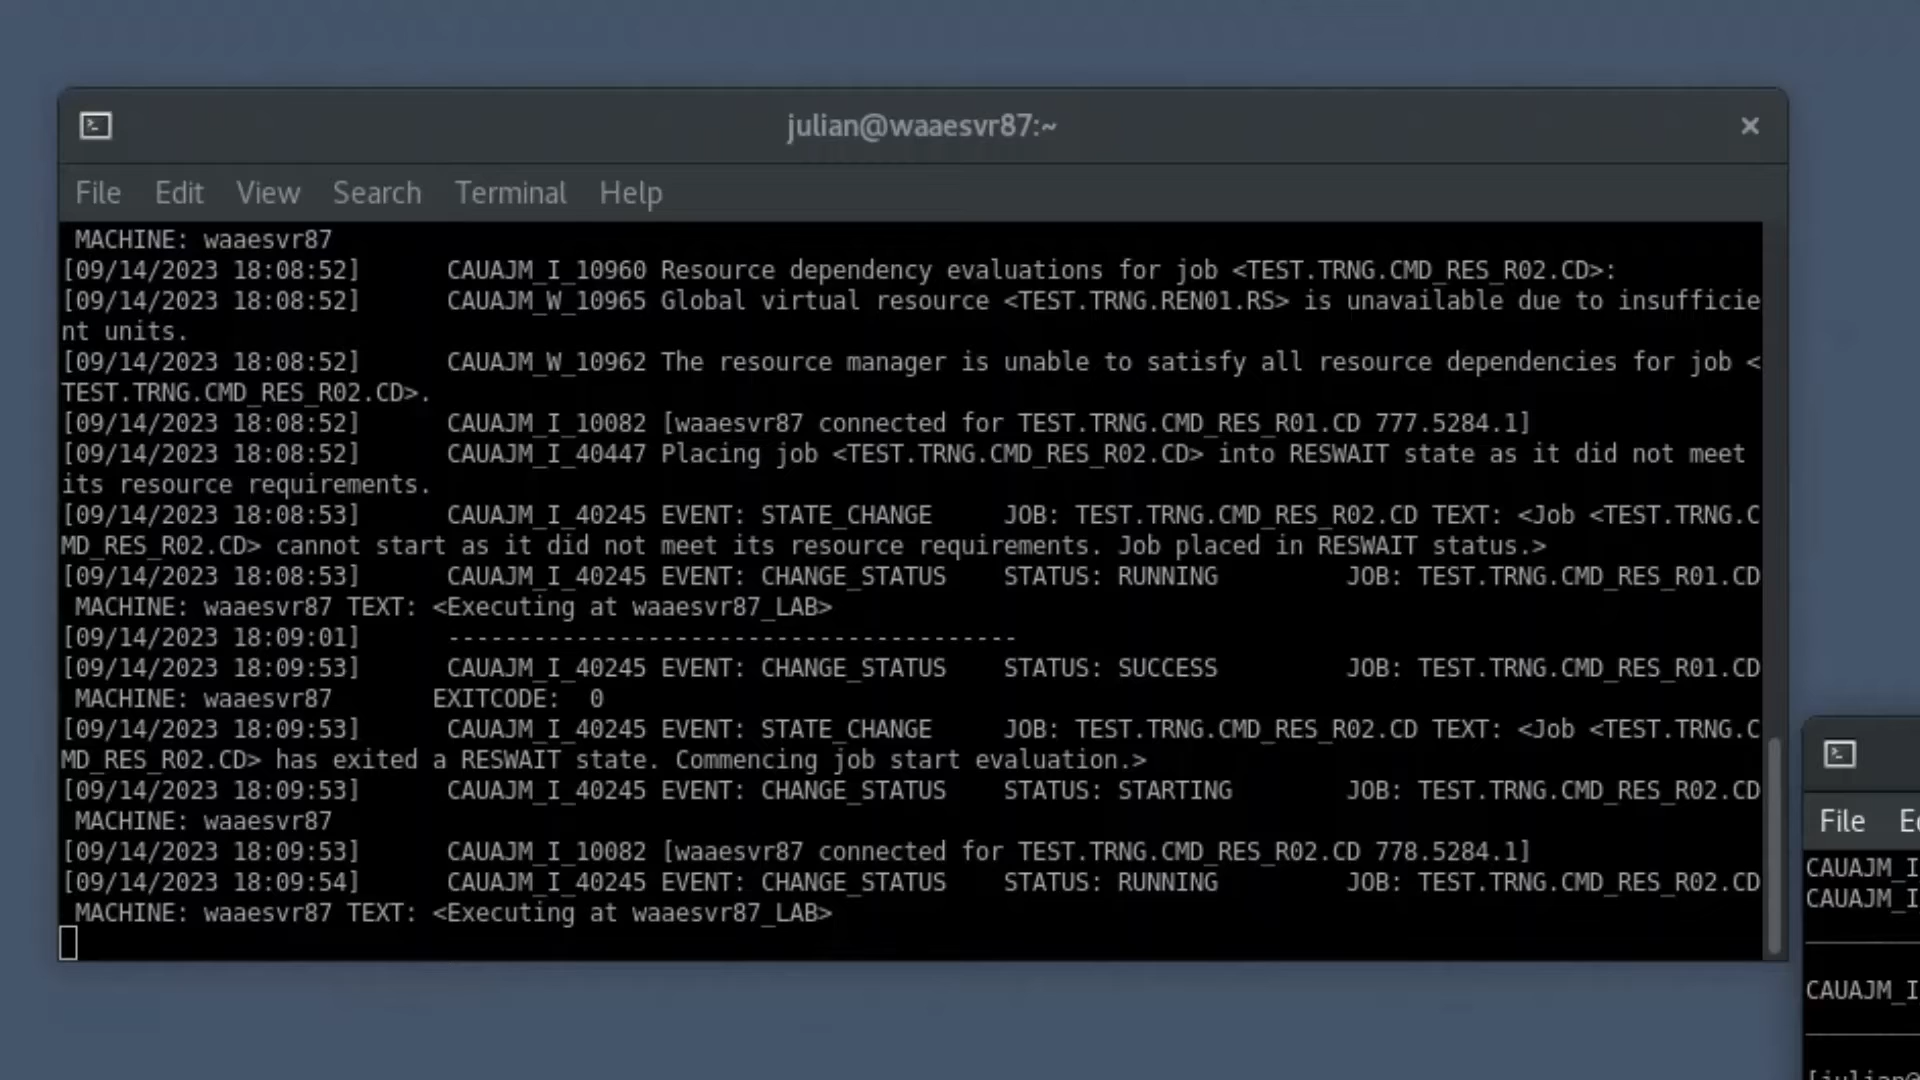 julian@waaesvr87:~
File Edit View Search Terminal Help
MACHINE: waaesvr87
[09/14/2023 18:08:52] CAUAJM_I_10960 Resource dependency evaluations for job <TEST.TRNG.CMD_RES_R02.CD>:
[09/14/2023 18:08:52] CAUAJM_W_10965 Global virtual resource <TEST.TRNG.REN01.RS> is unavailable due to insufficie
nt units.
[09/14/2023 18:08:52] CAUAJM_W_10962 The resource manager is unable to satisfy all resource dependencies for job <
TEST.TRNG.CMD_RES_R02.CD>.
[09/14/2023 18:08:52] CAUAJM_I_10082 [waaesvr87 connected for TEST.TRNG.CMD_RES_R01.CD 777.5284.1]
[09/14/2023 18:08:52] CAUAJM_I_40447 Placing job <TEST.TRNG.CMD_RES_R02.CD> into RESWAIT state as it did not meet
its resource requirements.
[09/14/2023 18:08:53] CAUAJM_I_40245 EVENT: STATE_CHANGE JOB: TEST.TRNG.CMD_RES_R02.CD TEXT: <Job <TEST.TRNG.C
MD_RES_R02.CD> cannot start as it did not meet its resource requirements. Job placed in RESWAIT status.>
[09/14/2023 18:08:53] CAUAJM_I_40245 EVENT: CHANGE_STATUS STATUS: RUNNING JOB: TEST.TRNG.CMD_RES_R01.CD
MACHINE: waaesvr87 TEXT: <Executing at waaesvr87_LAB>
[09/14/2023 18:09:01] ----------------------------------------
[09/14/2023 18:09:53] CAUAJM_I_40245 EVENT: CHANGE_STATUS STATUS: SUCCESS JOB: TEST.TRNG.CMD_RES_R01.CD
MACHINE: waaesvr87 EXITCODE: 0
[09/14/2023 18:09:53] CAUAJM_I_40245 EVENT: STATE_CHANGE JOB: TEST.TRNG.CMD_RES_R02.CD TEXT: <Job <TEST.TRNG.C
MD_RES_R02.CD> has exited a RESWAIT state. Commencing job start evaluation.>
[09/14/2023 18:09:53] CAUAJM_I_40245 EVENT: CHANGE_STATUS STATUS: STARTING JOB: TEST.TRNG.CMD_RES_R02.CD
MACHINE: waaesvr87
[09/14/2023 18:09:53] CAUAJM_I_10082 [waaesvr87 connected for TEST.TRNG.CMD_RES_R02.CD 778.5284.1]
[09/14/2023 18:09:54] CAUAJM_I_40245 EVENT: CHANGE_STATUS STATUS: RUNNING JOB: TEST.TRNG.CMD_RES_R02.CD
MACHINE: waaesvr87 TEXT: <Executing at waaesvr87_LAB>
File
CAUAJM_I
CAUAJM_I
CAUAJM_I